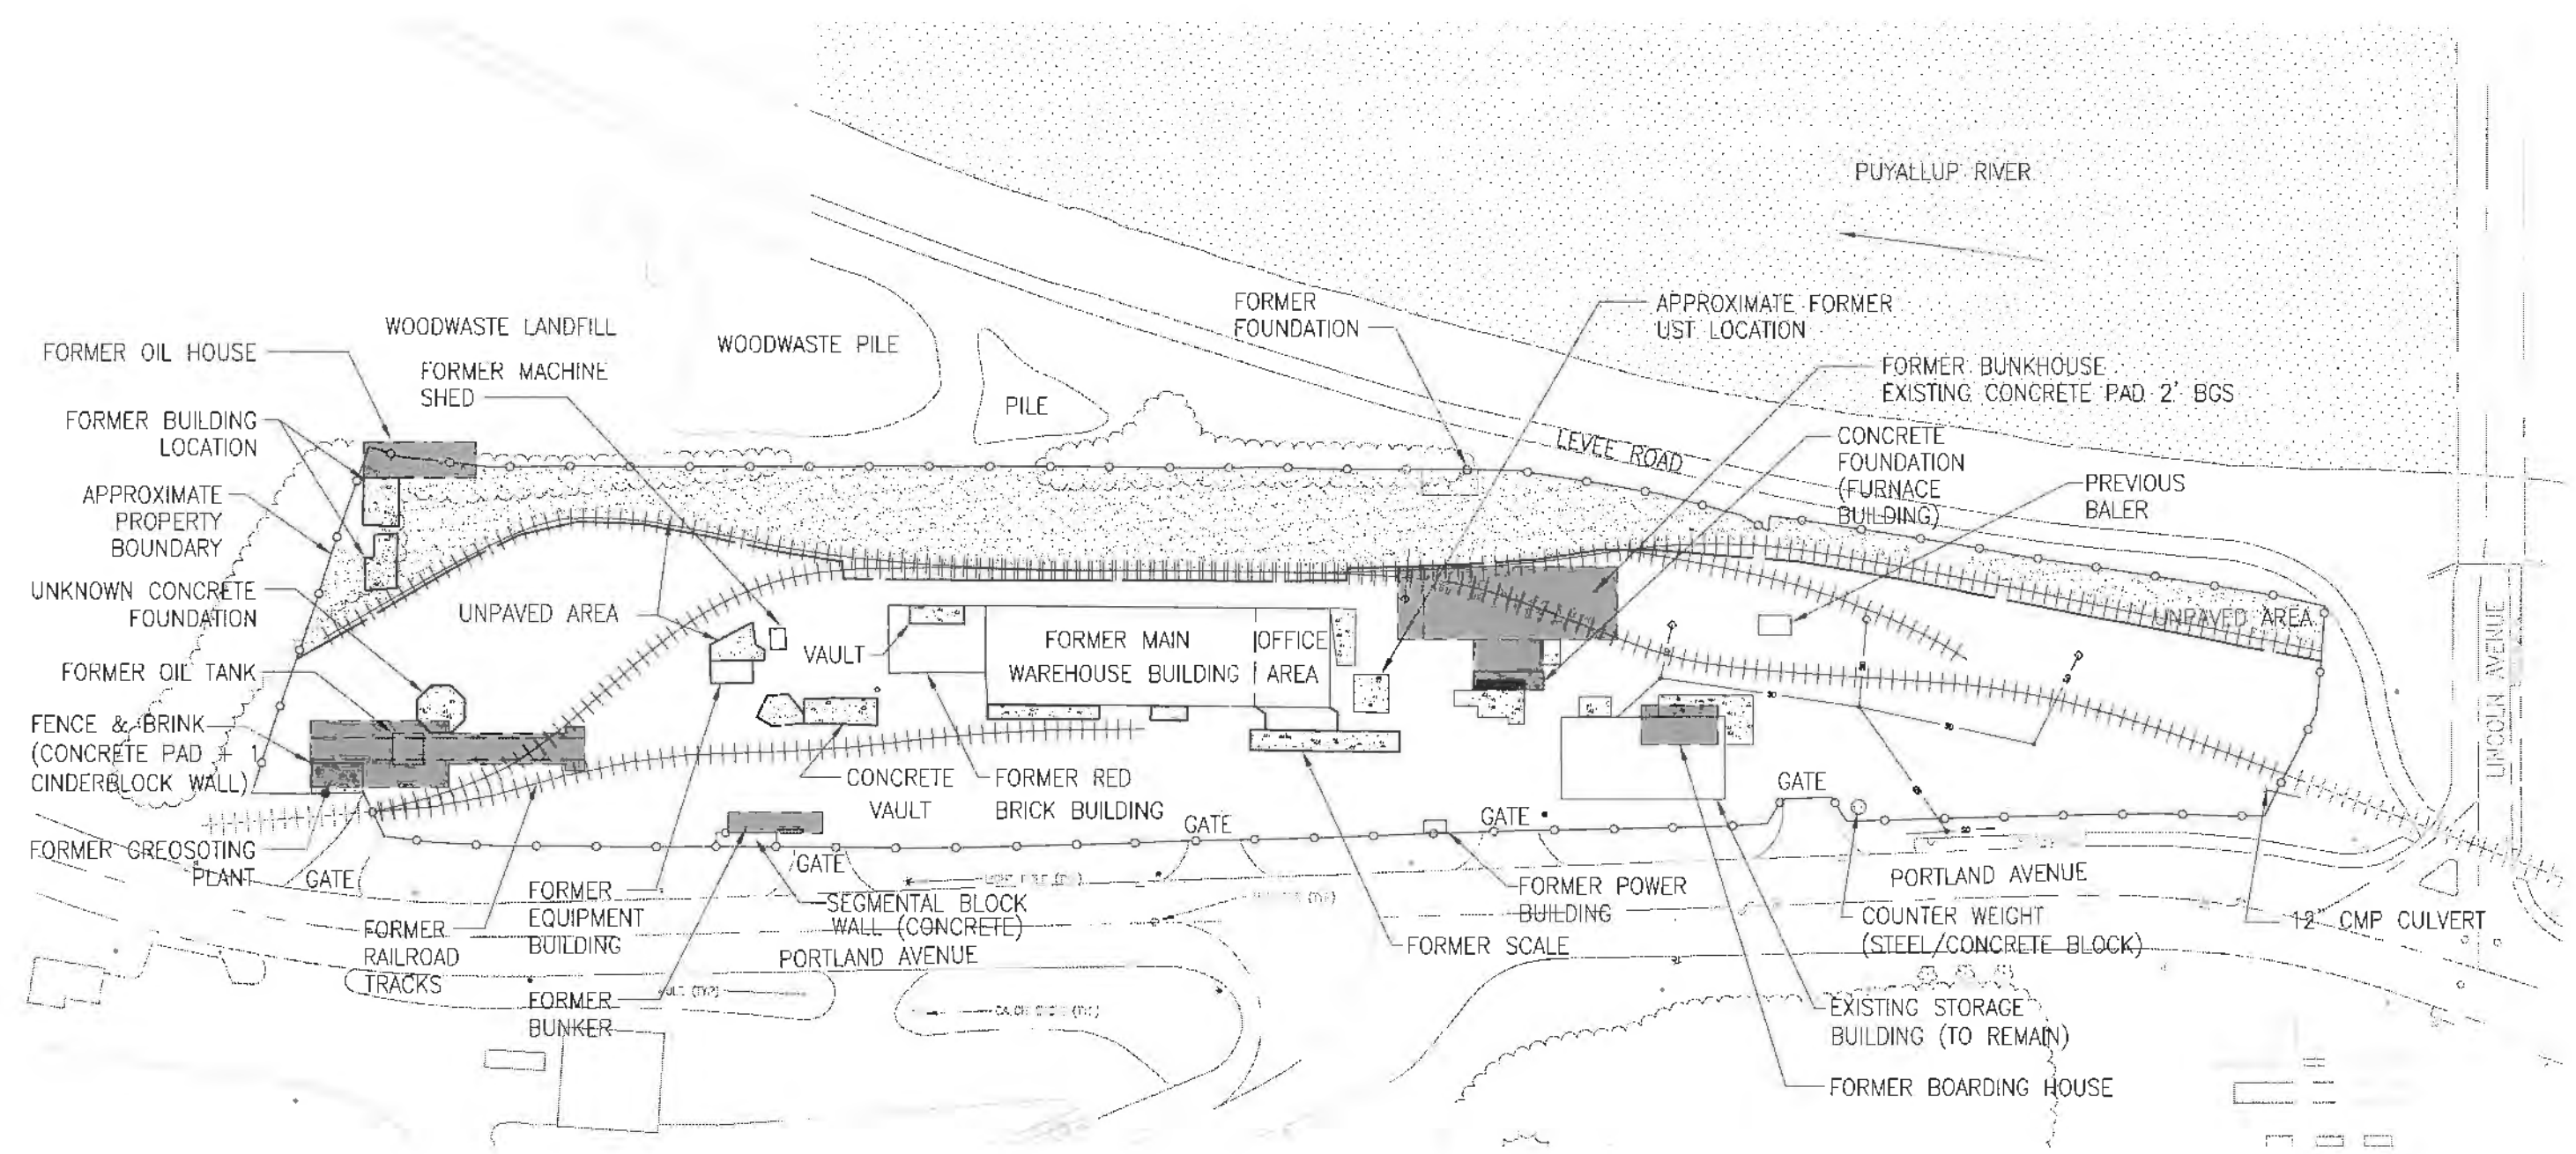 PUYALLUP RIVER
FORMER
FOUNDATION
APPROXIMATE FORMER
UST LOCATION
WOODWASTE LANDFILL
WOODWASTE PILE
FORMER OIL HOUSE
FORMER MACHINE
SHED
FORMER BUNKHOUSE
EXISTING CONCRETE PAD 2' BGS
PILE
FORMER BUILDING
LOCATION
LEVEE ROAD
CONCRETE
FOUNDATION
(FURNACE
BUILDING)
PREVIOUS
BALER
APPROXIMATE
PROPERTY
BOUNDARY
UNKNOWN CONCRETE
FOUNDATION
UNPAVED AREA
UNPAVED AREA
LINCOLN AVENUE
VAULT
FORMER MAIN
WAREHOUSE BUILDING
OFFICE
AREA
FORMER OIL TANK
FENCE & BRINK
(CONCRETE PAD # 1
CINDERBLOCK WALL)
CONCRETE
VAULT
FORMER RED
BRICK BUILDING
GATE
GATE
GATE
FORMER GREOSOTING
PLANT
GATE
GATE
FORMER
RAILROAD
TRACKS
FORMER
EQUIPMENT
BUILDING
SEGMENTAL BLOCK
WALL (CONCRETE)
PORTLAND AVENUE
FORMER POWER
BUILDING
FORMER SCALE
PORTLAND AVENUE
COUNTER WEIGHT
(STEEL/CONCRETE BLOCK)
12" CMP CULVERT
FORMER
BUNKER
EXISTING STORAGE
BUILDING (TO REMAIN)
FORMER BOARDING HOUSE